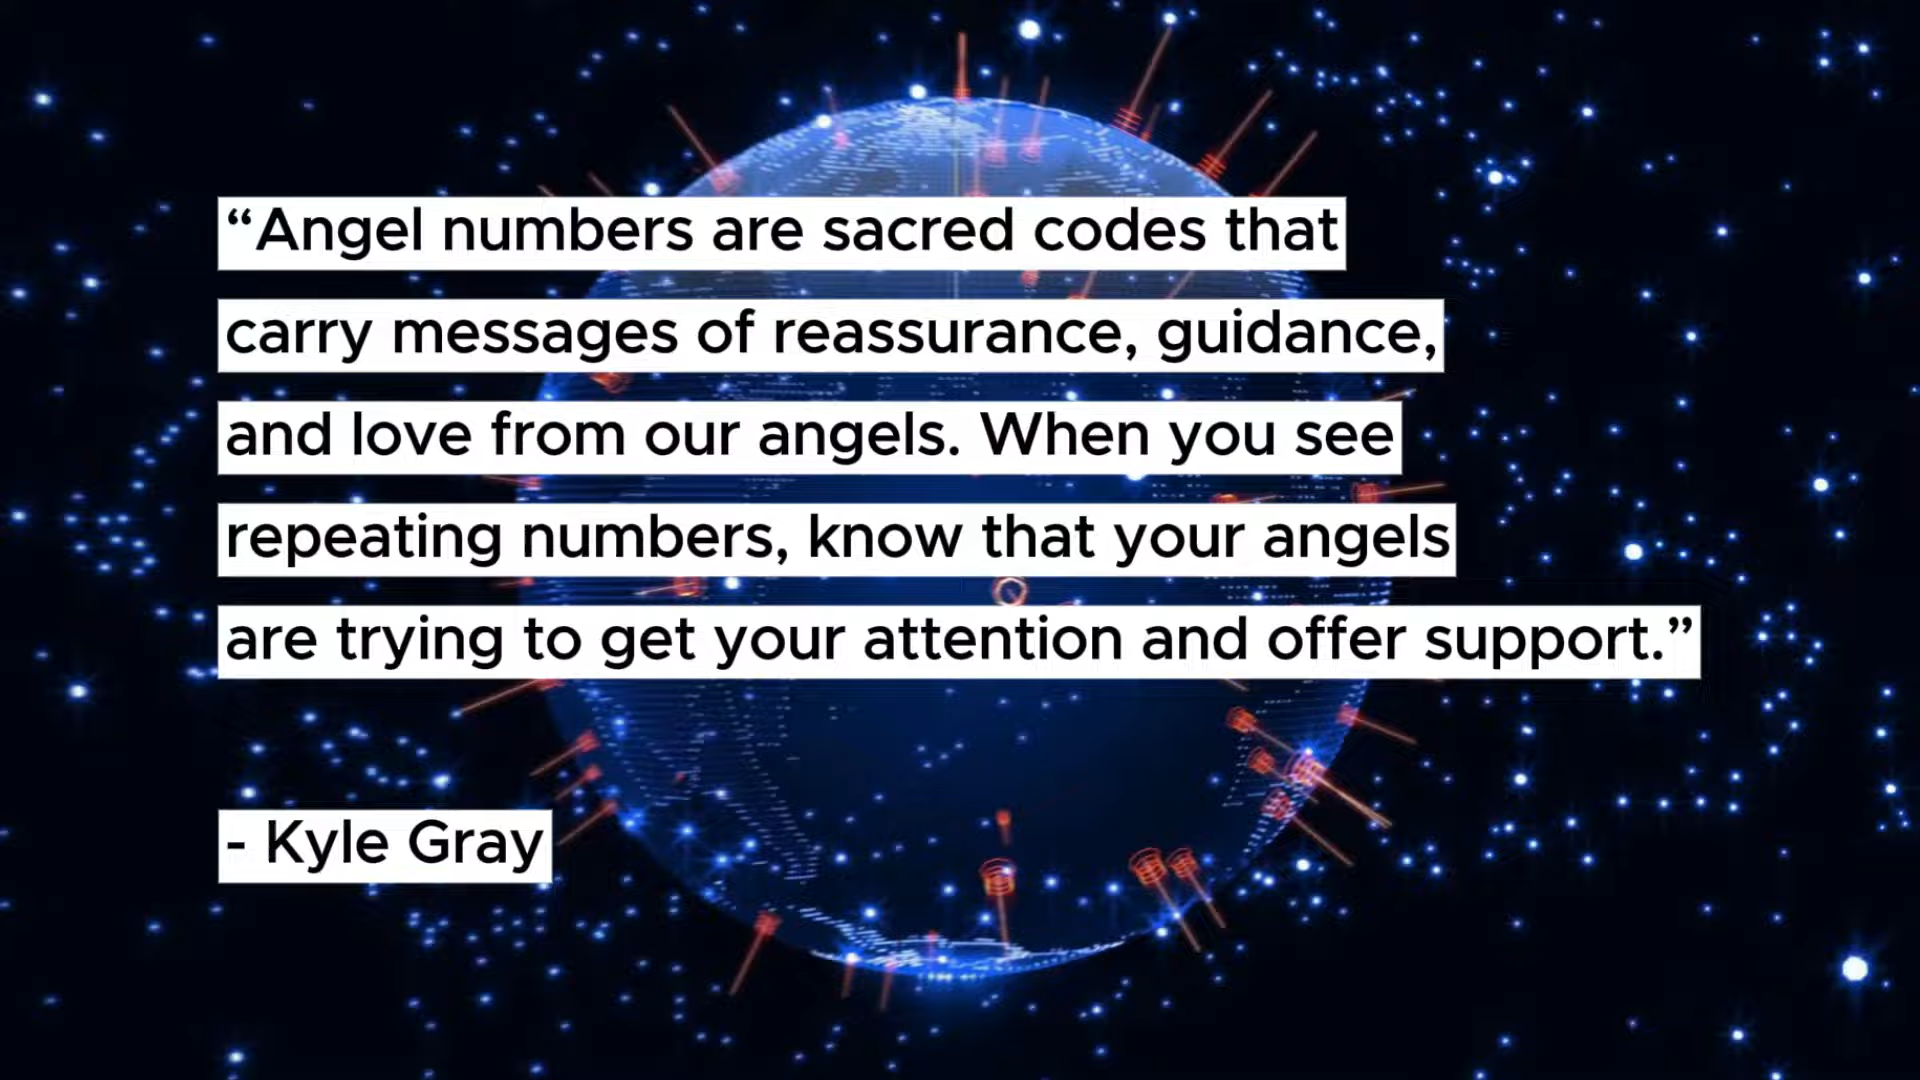 “Angel numbers are sacred codes that
carry messages of reassurance, guidance,
and love from our angels. When you see
repeating numbers, know that your angels
are trying to get your attention and offer support.”
- Kyle Gray